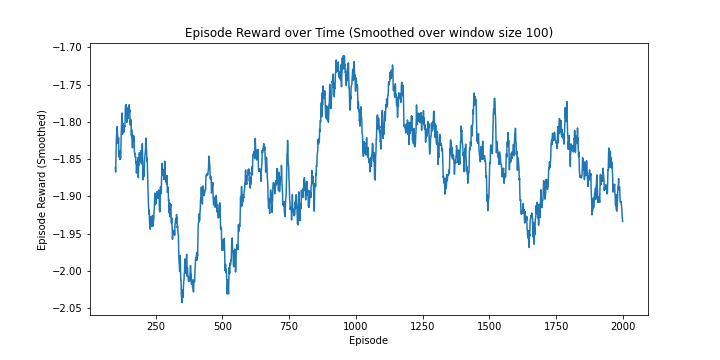 Episode Reward over Time (Smoothed over window size 100)
Episode Reward (Smoothed)
−1.70
−1.75
−1.80
−1.85
−1.90
−1.95
−2.00
−2.05
250 500 750 1000 1250 1500 1750 2000
Episode